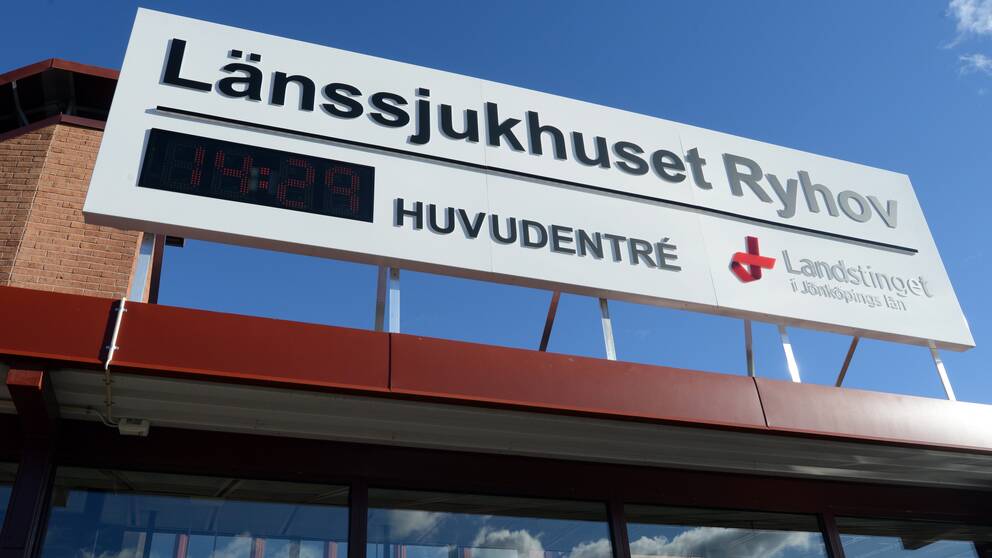 Länssjukhuset Ryhov
14:29
HUVUDENTRÉ
Landstinget
i Jönköpings län